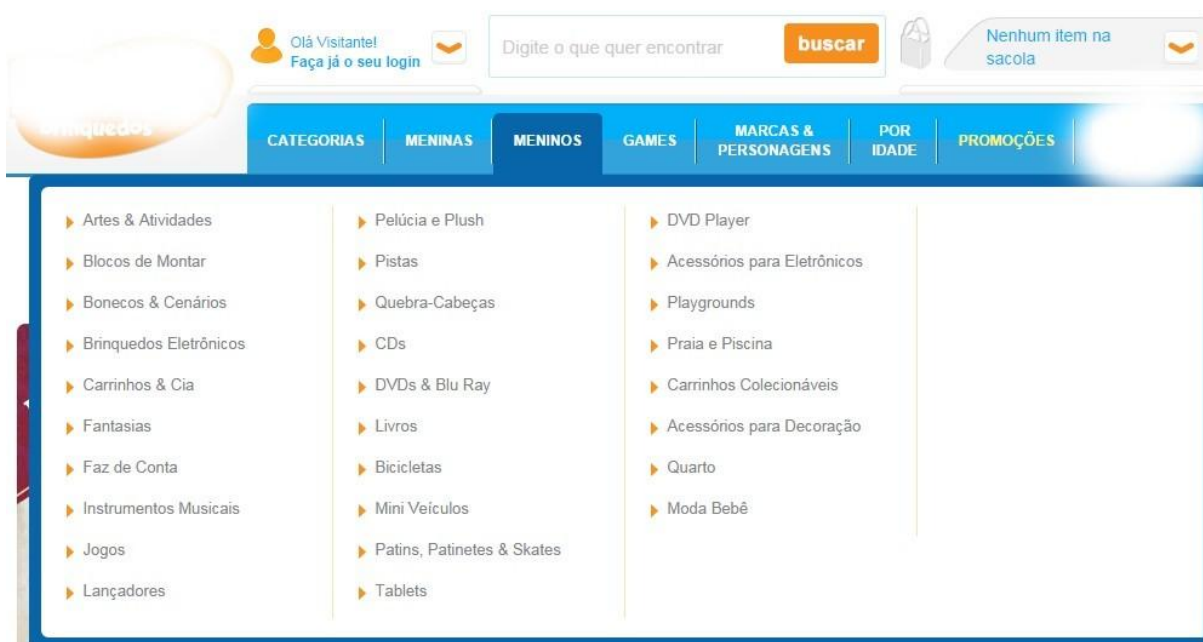 Olá Visitante!
Faça já o seu login
Digite o que quer encontrar
buscar
Nenhum item na
sacola
Brinquedos
CATEGORIAS
MENINAS
MENINOS
GAMES
MARCAS &
PERSONAGENS
POR
IDADE
PROMOÇÕES
Artes & Atividades
Blocos de Montar
Bonecos & Cenários
Brinquedos Eletrônicos
Carrinhos & Cia
Fantasias
Faz de Conta
Instrumentos Musicais
Jogos
Lançadores
Pelúcia e Plush
Pistas
Quebra-Cabeças
CDs
DVDs & Blu Ray
Livros
Bicicletas
Mini Veículos
Patins, Patinetes & Skates
Tablets
DVD Player
Acessórios para Eletrônicos
Playgrounds
Praia e Piscina
Carrinhos Colecionáveis
Acessórios para Decoração
Quarto
Moda Bebê